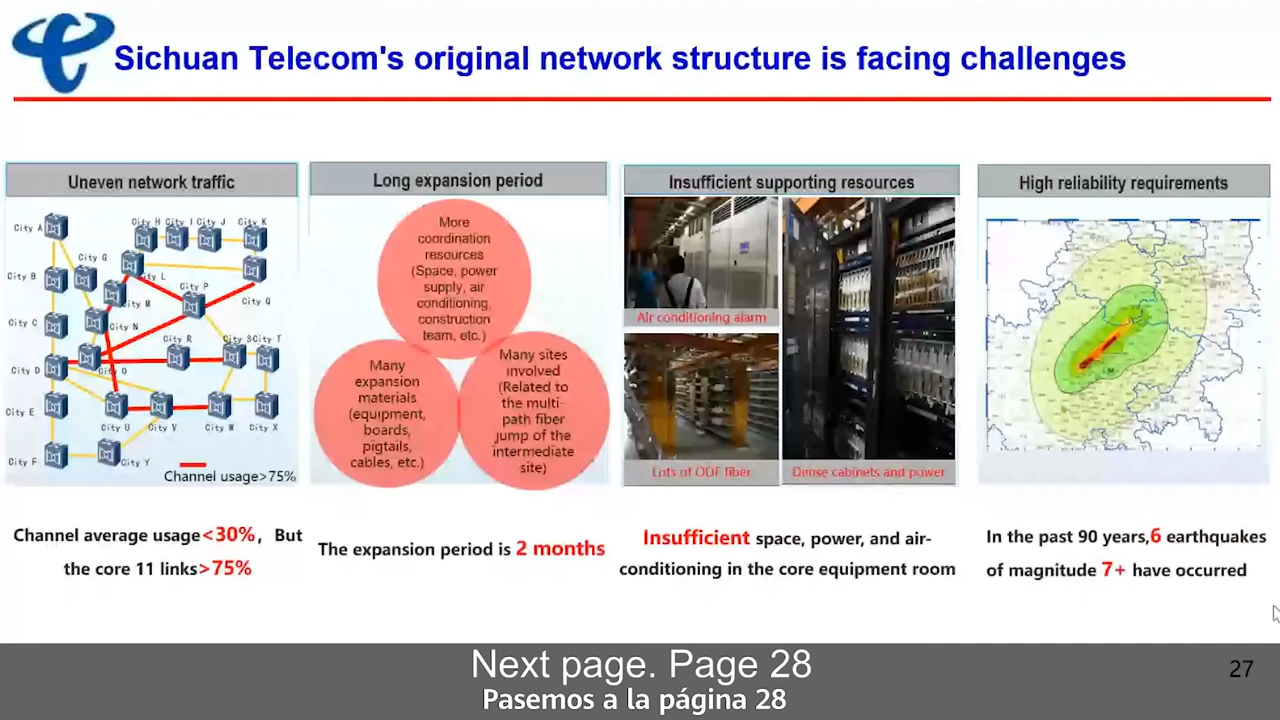 Sichuan Telecom's original network structure is facing challenges
Uneven network traffic
City A
City B
City C
City D
City E
City F
City G
City H
City I
City J
City K
City L
City M
City N
City O
City P
City Q
City R
City S
City T
City U
City V
City W
City X
City Y
Channel usage>75%
Channel average usage<30%, But
the core 11 links>75%
Long expansion period
More
coordination
resources
(Space, power
supply, air
conditioning,
construction
team, etc.)
Many
expansion
materials
(equipment,
boards,
pigtails,
cables, etc.)
Many sites
involved
(Related to
the multi-
path fiber
jump of the
intermediate
site)
The expansion period is 2 months
Insufficient supporting resources
Air conditioning alarm
Lots of ODF fiber
Dense cabinets and power
Insufficient space, power, and air-
conditioning in the core equipment room
High reliability requirements
In the past 90 years,6 earthquakes
of magnitude 7+ have occurred
Next page. Page 28
Pasemos a la página 28
27